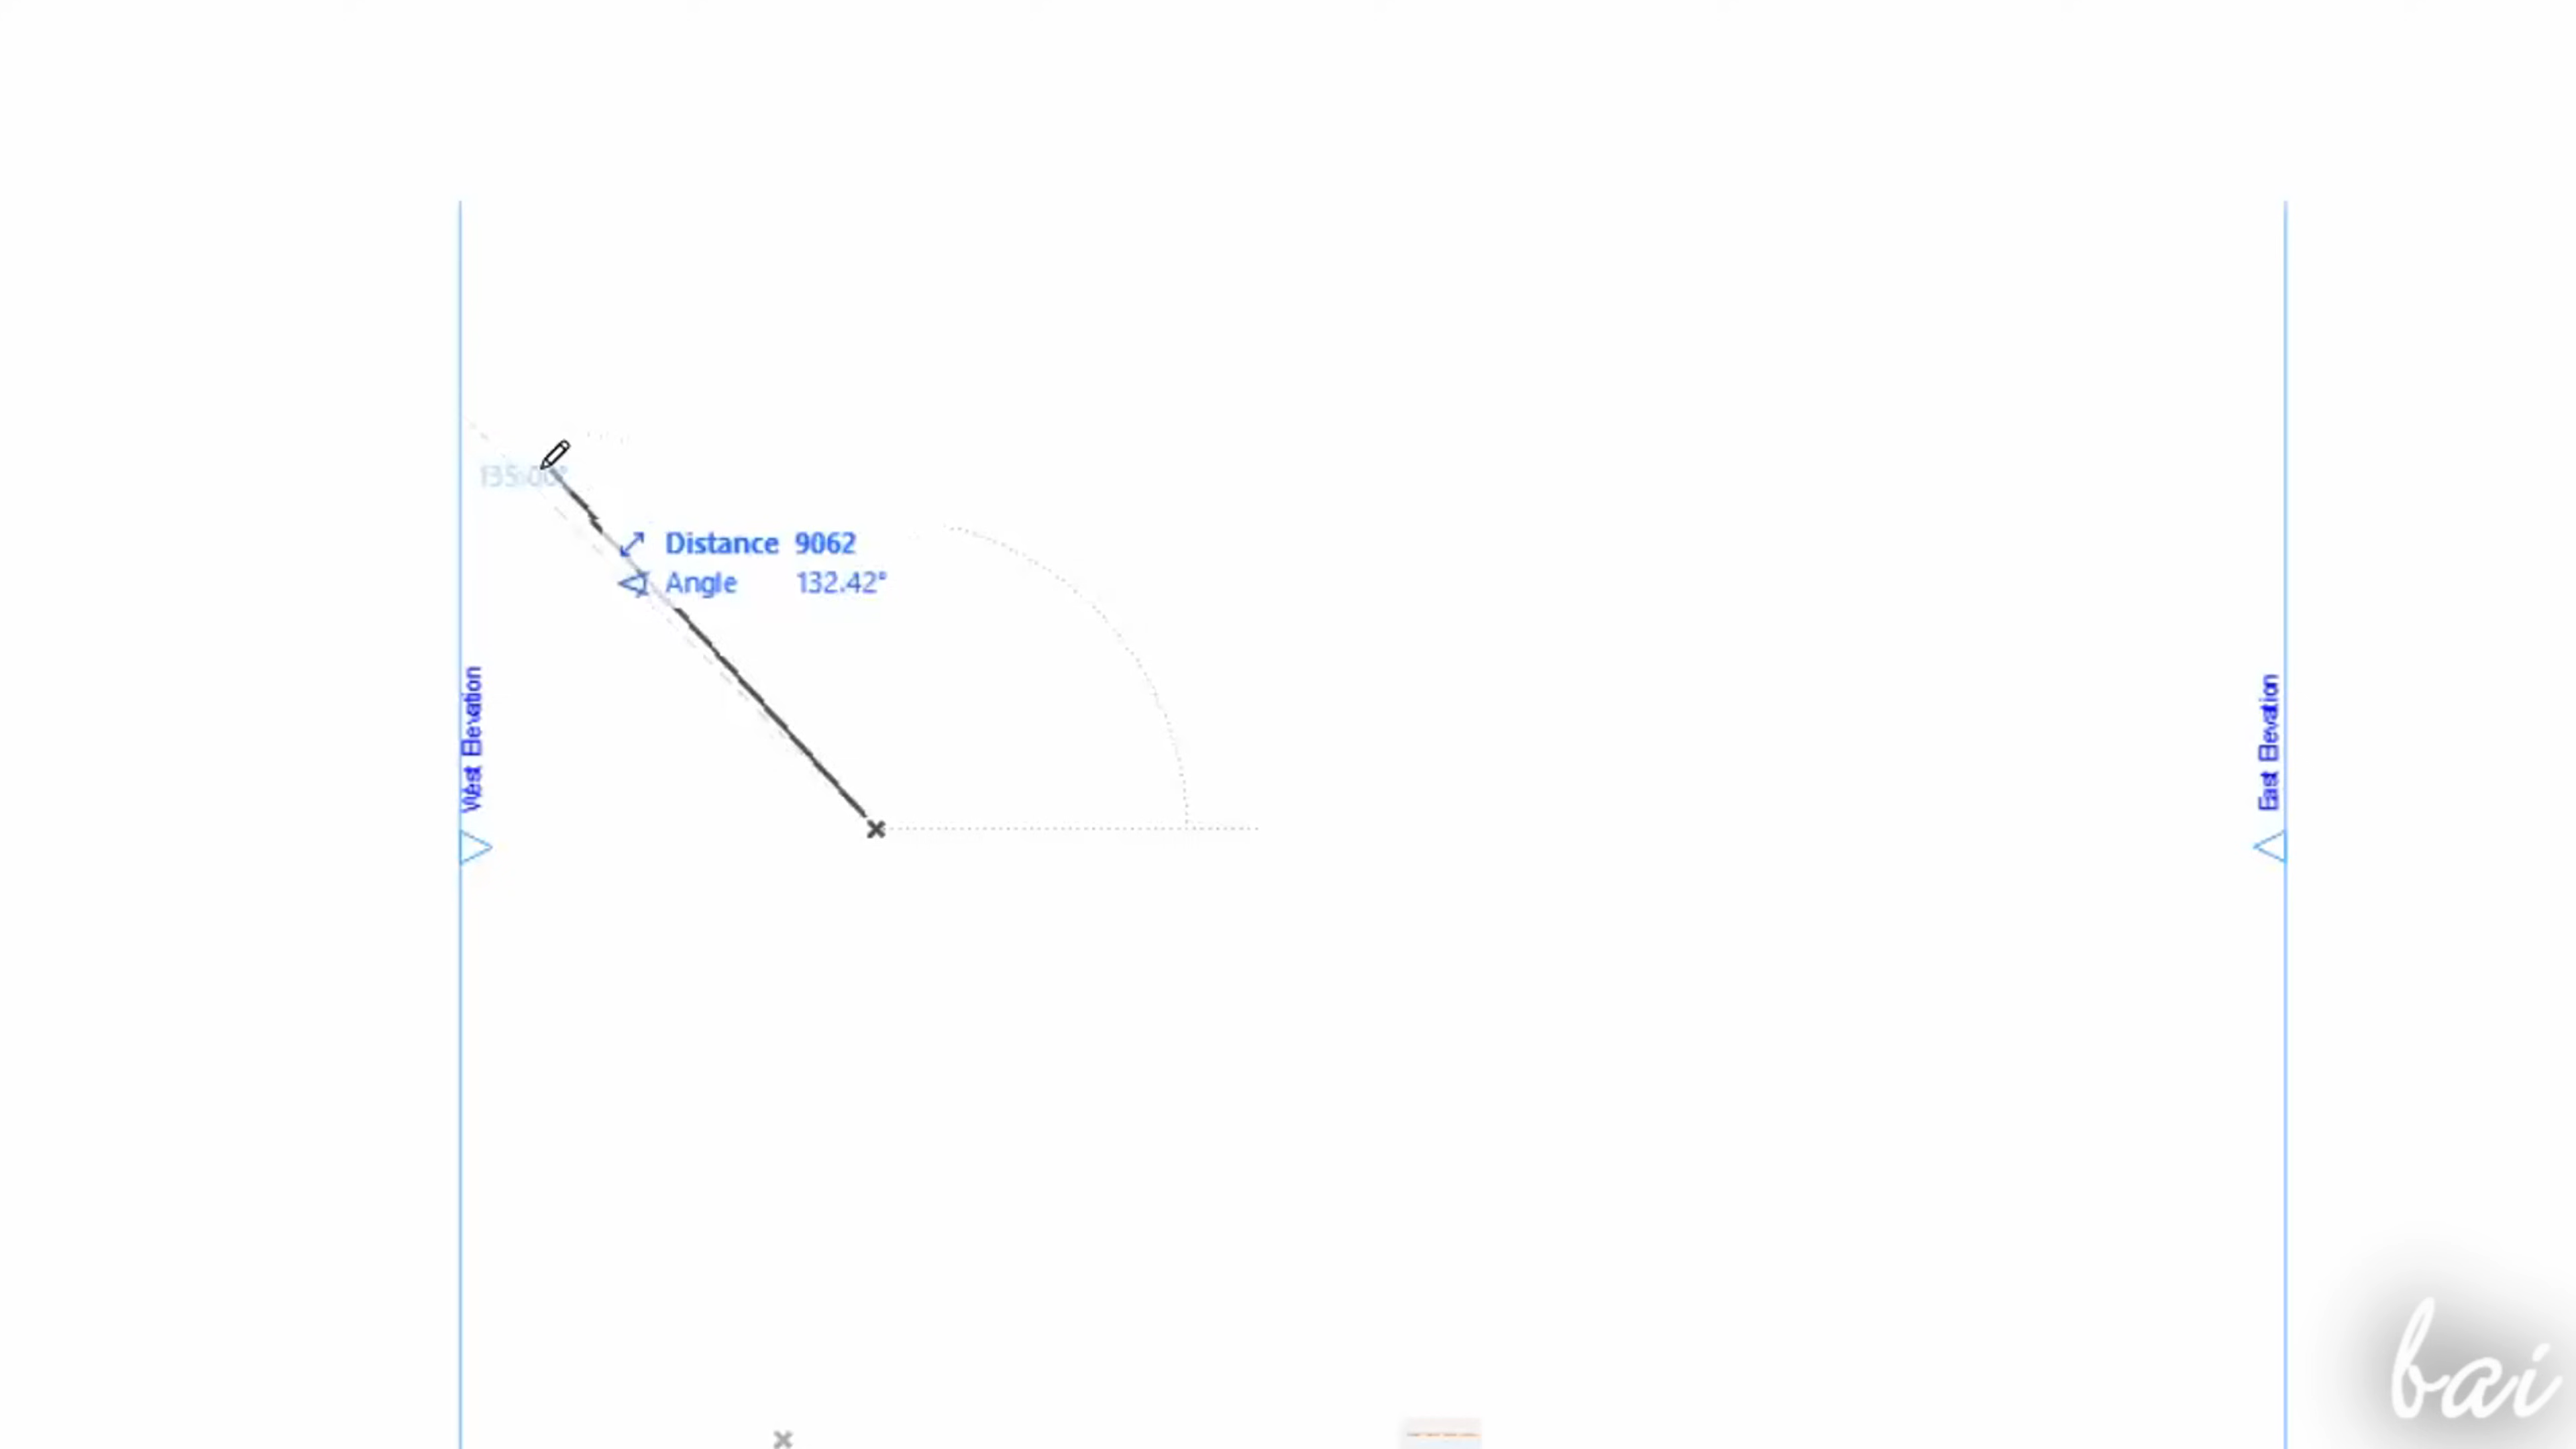 135.00°
Distance 9062
Angle 132.42°
West Elevation
East Elevation
bai